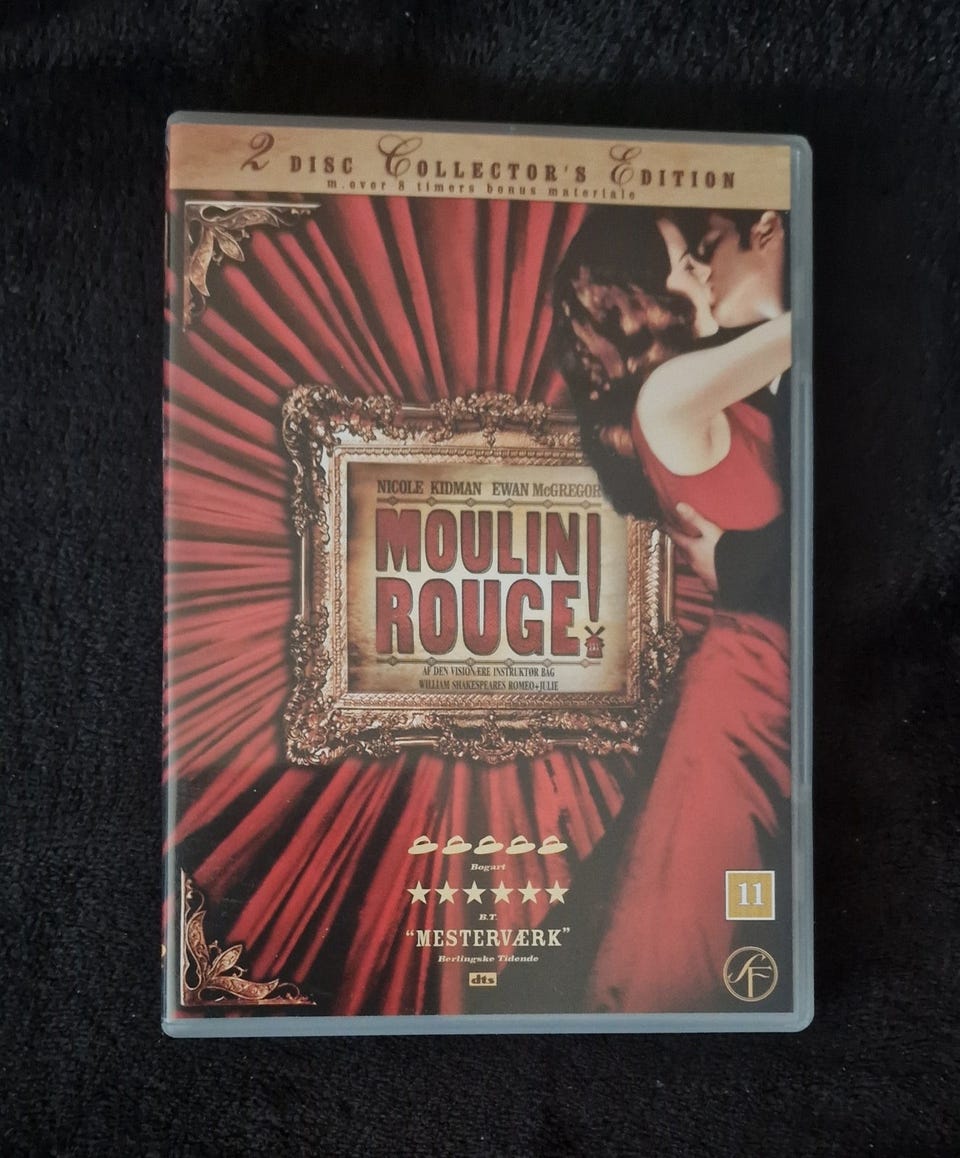 2 DISC COLLECTOR'S EDITION
m. over 8 timers bonus materiale
NICOLE KIDMAN EWAN McGREGOR
MOULIN
ROUGE!
AF DEN VISIONÆRE INSTRUKTØR BAG
WILLIAM SHAKESPEARES ROMEO+JULIE
Bogart
B.T.
"MESTERVÆRK"
Berlingske Tidende
dts
11
SF